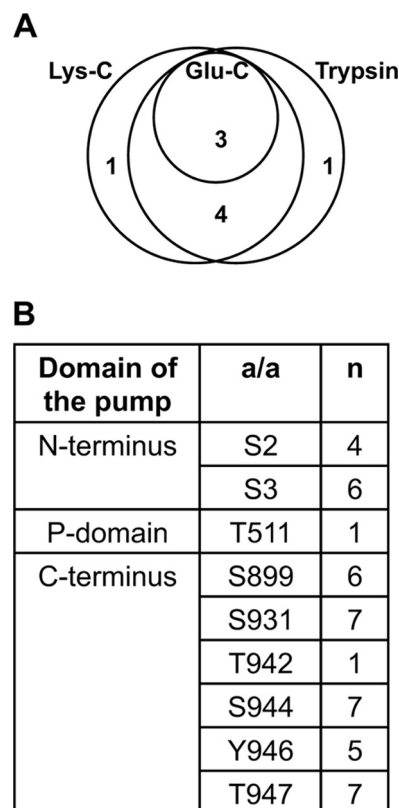 A
Lys-C Glu-C Trypsin
3
1 1
4
B
Domain of the pump a/a n
N-terminus S2 4
S3 6
P-domain T511 1
C-terminus S899 6
S931 7
T942 1
S944 7
Y946 5
T947 7